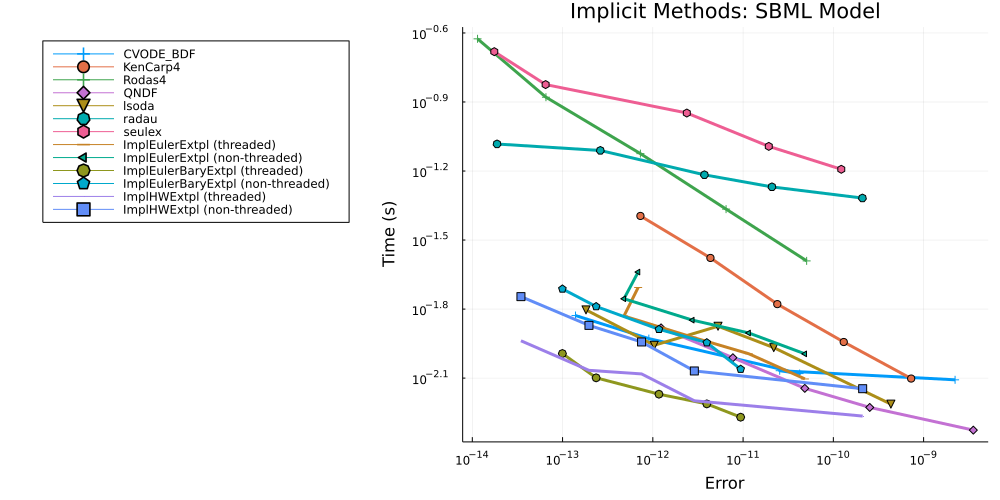 Implicit Methods: SBML Model
CVODE_BDF
KenCarp4
Rodas4
QNDF
lsoda
radau
seulex
ImplEulerExtpl (threaded)
ImplEulerExtpl (non-threaded)
ImplEulerBaryExtpl (threaded)
ImplEulerBaryExtpl (non-threaded)
ImplHWExtpl (threaded)
ImplHWExtpl (non-threaded)
Time (s)
10⁻⁰·⁶
10⁻⁰·⁹
10⁻¹·²
10⁻¹·⁵
10⁻¹·⁸
10⁻²·¹
10⁻¹⁴ 10⁻¹³ 10⁻¹² 10⁻¹¹ 10⁻¹⁰ 10⁻⁹
Error